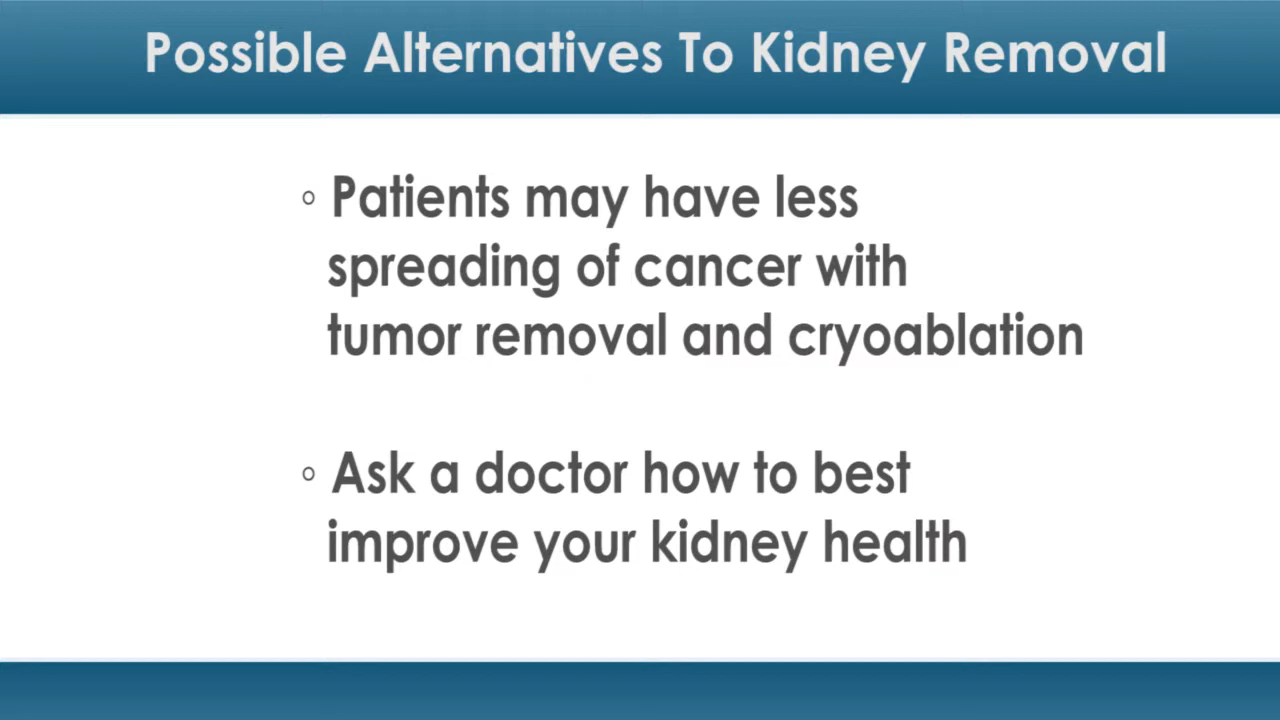 Possible Alternatives To Kidney Removal
◦ Patients may have less
spreading of cancer with
tumor removal and cryoablation
◦ Ask a doctor how to best
improve your kidney health